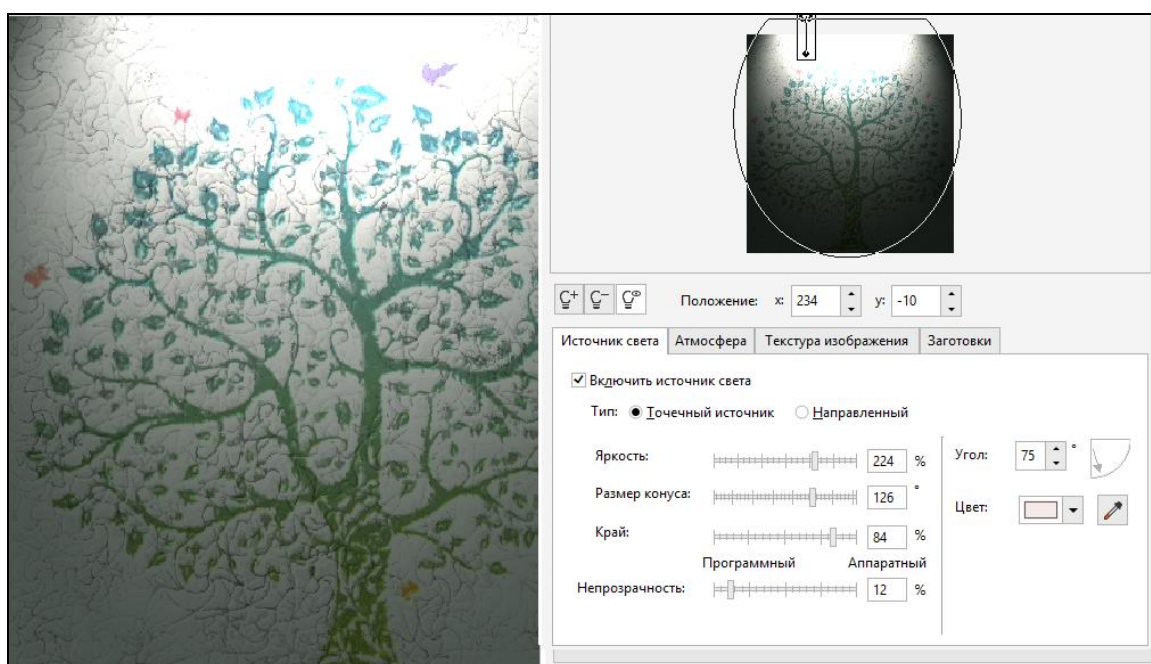 Положение: x: 234 y: -10
Источник света Атмосфера Текстура изображения Заготовки
Включить источник света
Тип: Точечный источник Направленный
Яркость: 224 % Угол: 75 °
Размер конуса: 126 °
Цвет:
Край: 84 %
Программный Аппаратный
Непрозрачность: 12 %